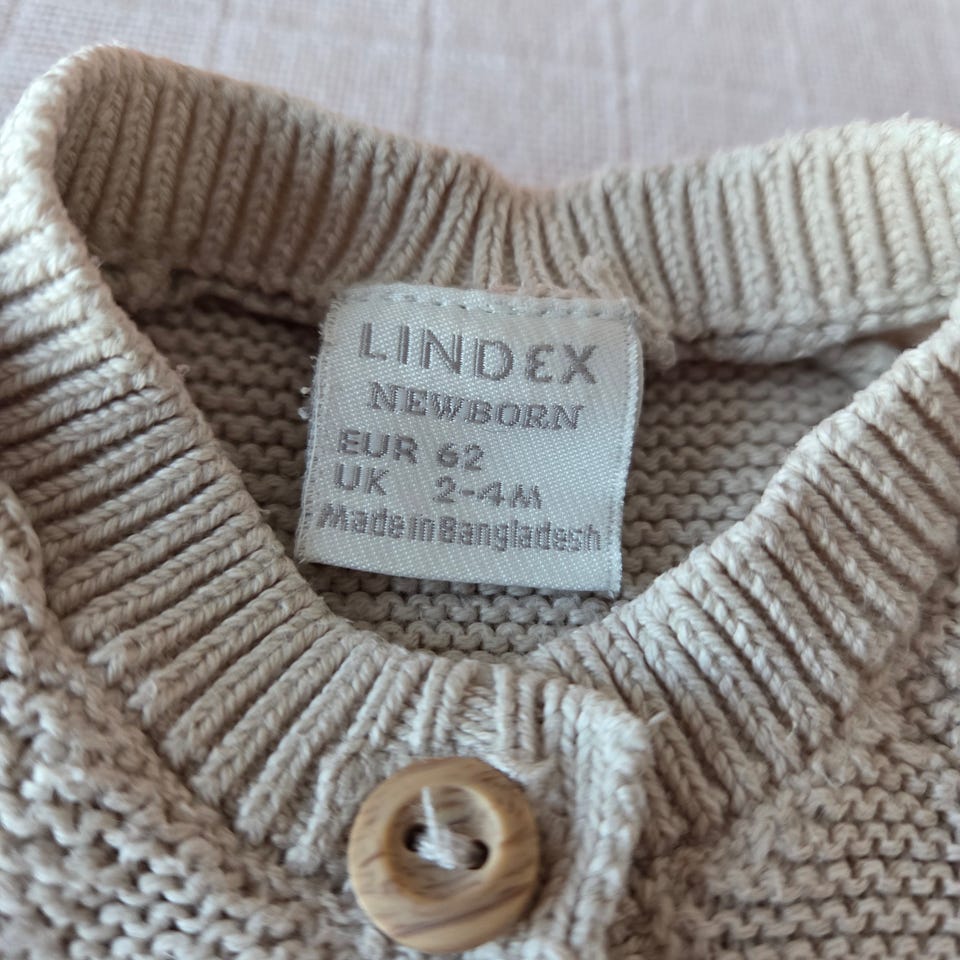 LINDEX
NEWBORN
EUR 62
UK 2-4M
Made in Bangladesh